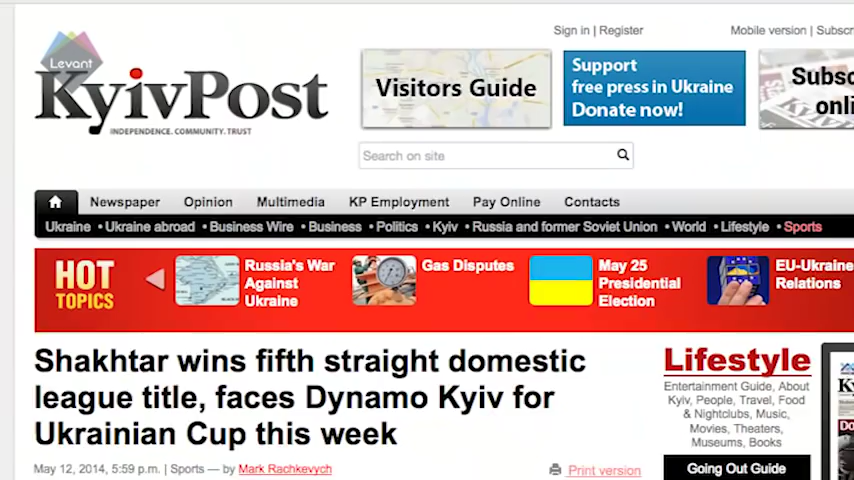 Sign in | Register
Mobile version | Subscr
Levant
KyivPost
INDEPENDENCE. COMMUNITY. TRUST
Visitors Guide
Support
free press in Ukraine
Donate now!
Subsc
onli
Search on site
Newspaper Opinion Multimedia KP Employment Pay Online Contacts
Ukraine • Ukraine abroad • Business Wire • Business • Politics • Kyiv • Russia and former Soviet Union • World • Lifestyle • Sports
HOT
TOPICS
Russia's War
Against
Ukraine
Gas Disputes
May 25
Presidential
Election
EU-Ukraine
Relations
Shakhtar wins fifth straight domestic
league title, faces Dynamo Kyiv for
Ukrainian Cup this week
May 12, 2014, 5:59 p.m. | Sports — by Mark Rachkevych
Print version
Lifestyle
Entertainment Guide, About
Kyiv, People, Travel, Food
& Nightclubs, Music,
Movies, Theaters,
Museums, Books
Going Out Guide